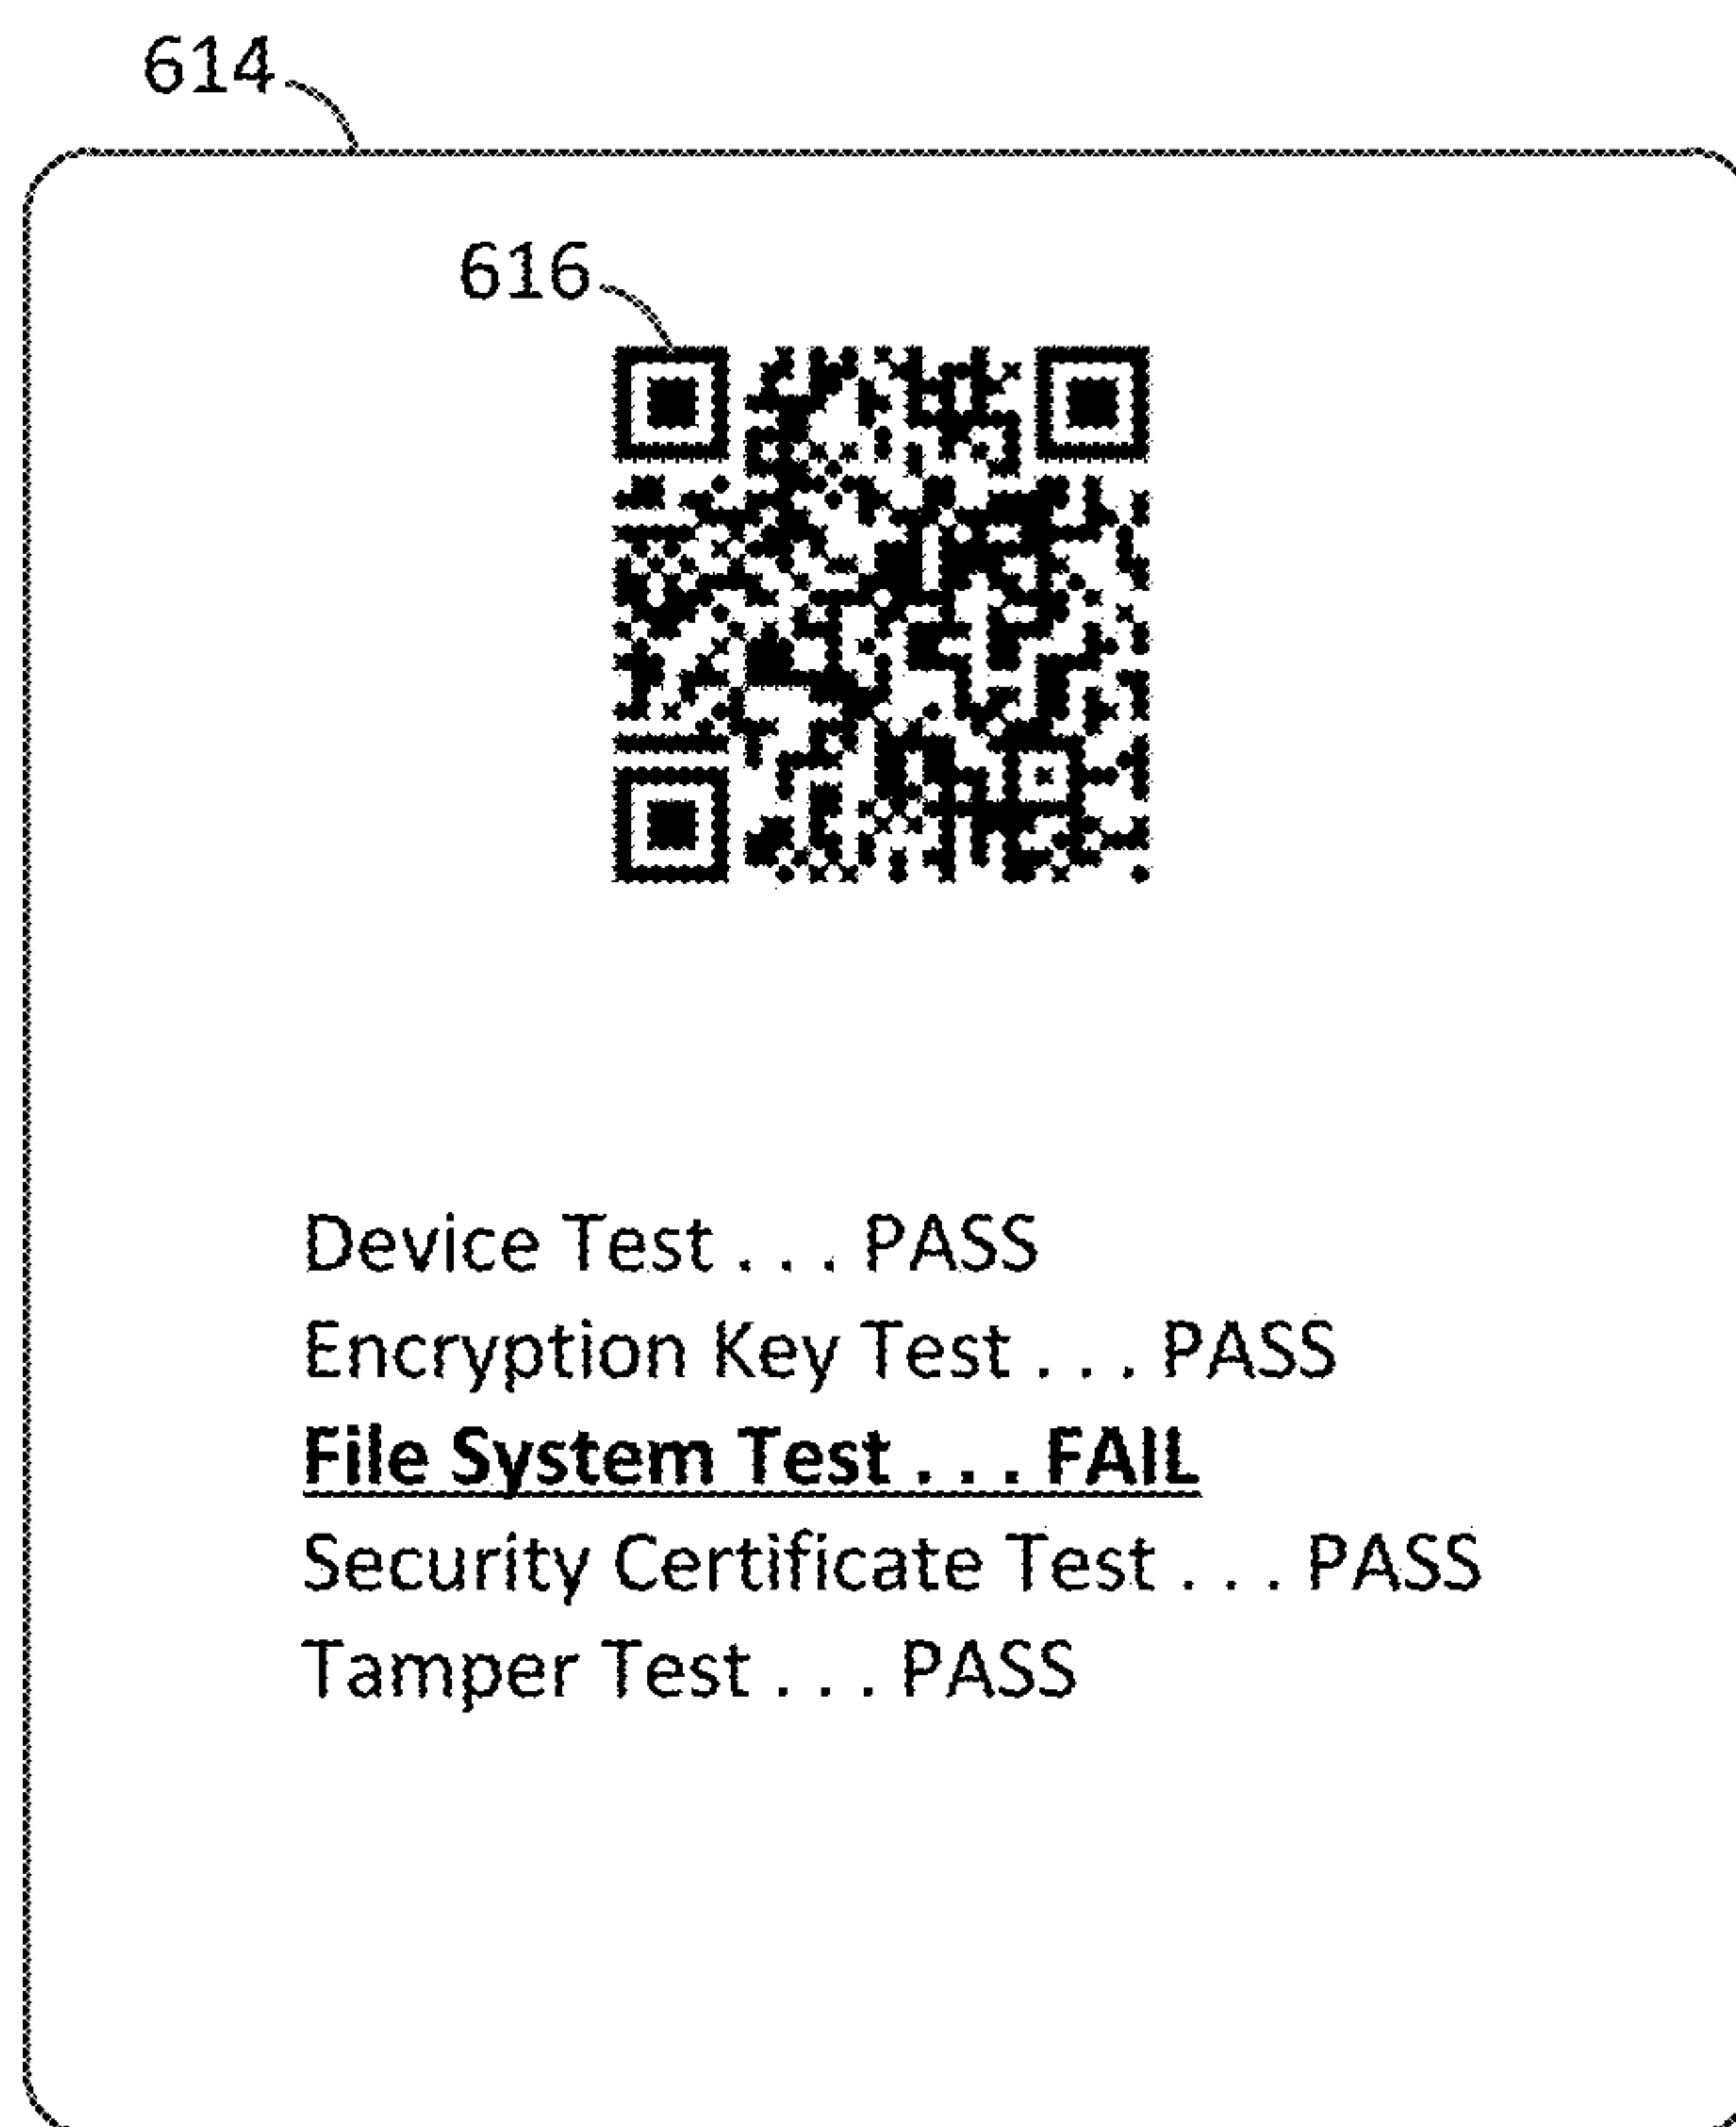 614
616
Device Test . . . PASS
Encryption Key Test . . . PASS
File System Test . . . FAIL
Security Certificate Test . . . PASS
Tamper Test . . . PASS